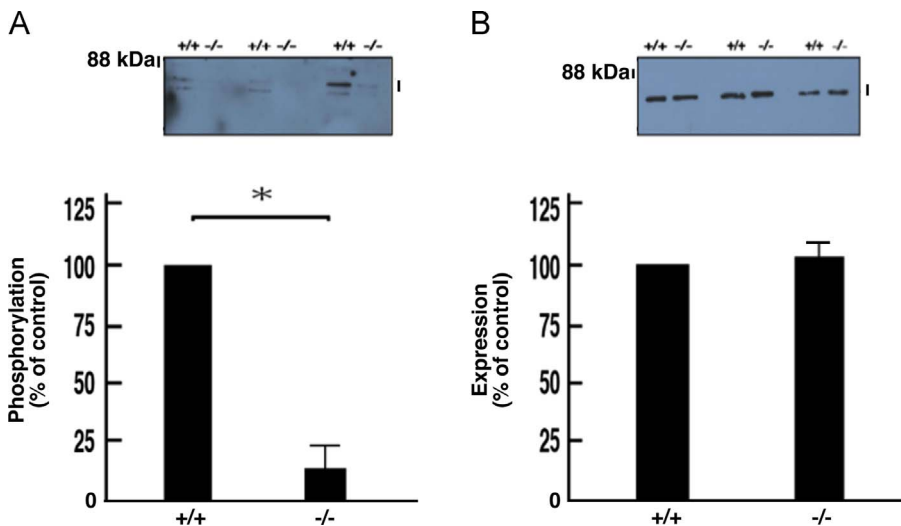 A
+/+ -/- +/+ -/- +/+ -/-
88 kDa
*
125
100
75
50
25
0
Phosphorylation
(% of control)
+/+ -/-
B
+/+ -/- +/+ -/- +/+ -/-
88 kDa
125
100
75
50
25
0
Expression
(% of control)
+/+ -/-